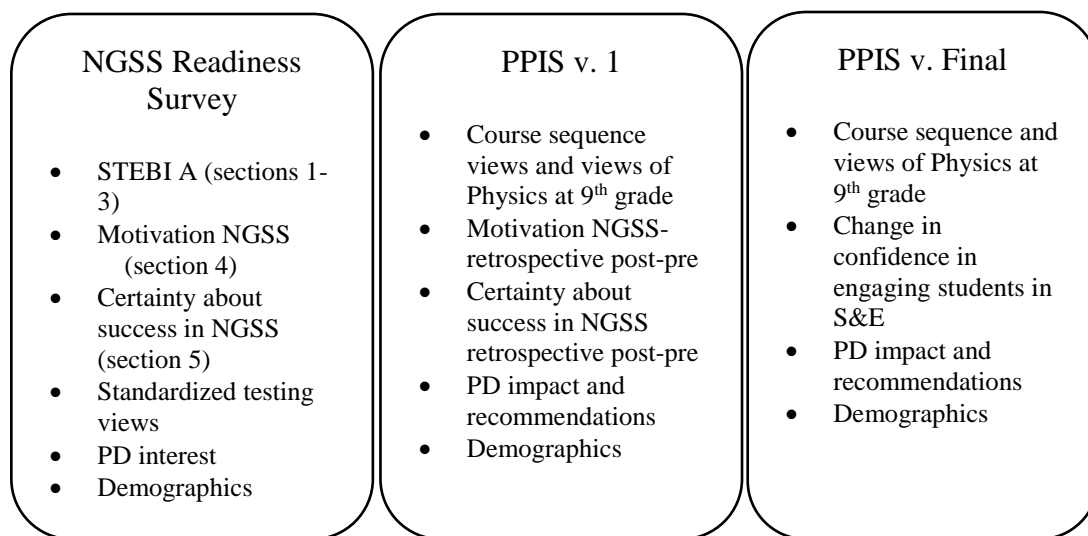 NGSS Readiness
Survey
• STEBI A (sections 1-
3)
• Motivation NGSS
(section 4)
• Certainty about
success in NGSS
(section 5)
• Standardized testing
views
• PD interest
• Demographics
PPIS v. 1
• Course sequence
views and views of
Physics at 9th grade
• Motivation NGSS-
retrospective post-pre
• Certainty about
success in NGSS
retrospective post-pre
• PD impact and
recommendations
• Demographics
PPIS v. Final
• Course sequence and
views of Physics at
9th grade
• Change in
confidence in
engaging students in
S&E
• PD impact and
recommendations
• Demographics